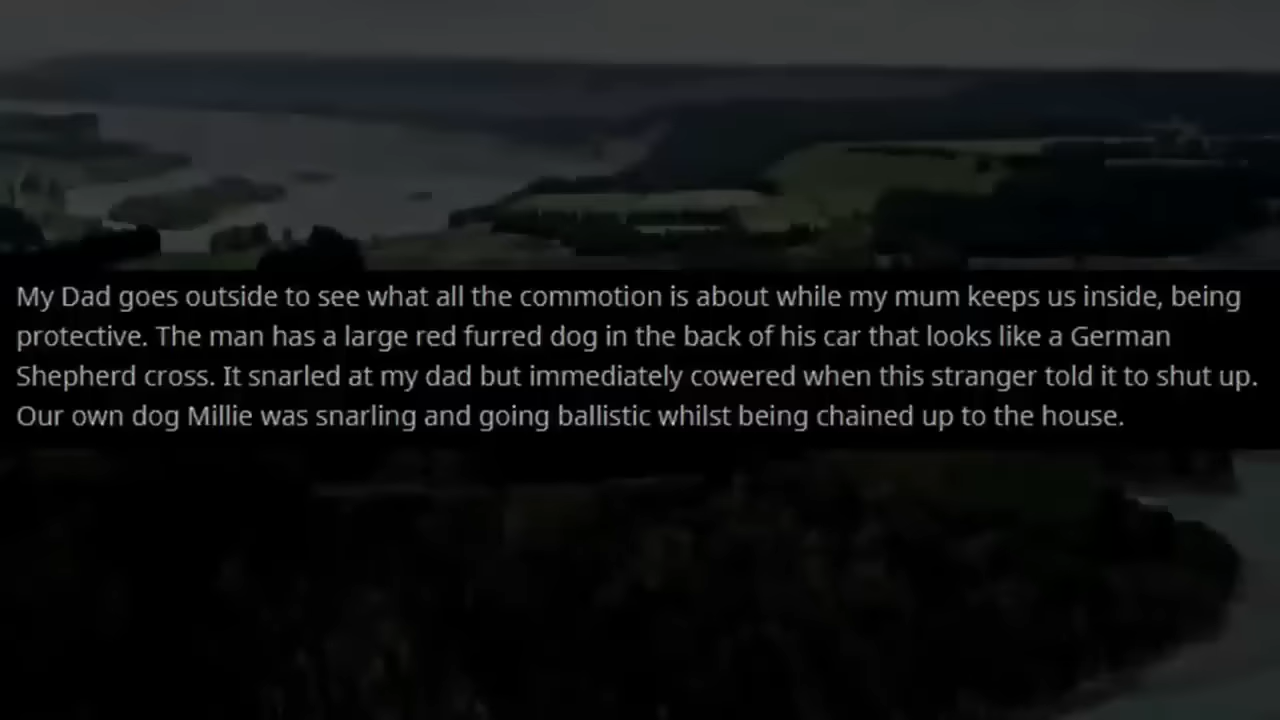 My Dad goes outside to see what all the commotion is about while my mum keeps us inside, being
protective. The man has a large red furred dog in the back of his car that looks like a German
Shepherd cross. It snarled at my dad but immediately cowered when this stranger told it to shut up.
Our own dog Millie was snarling and going ballistic whilst being chained up to the house.